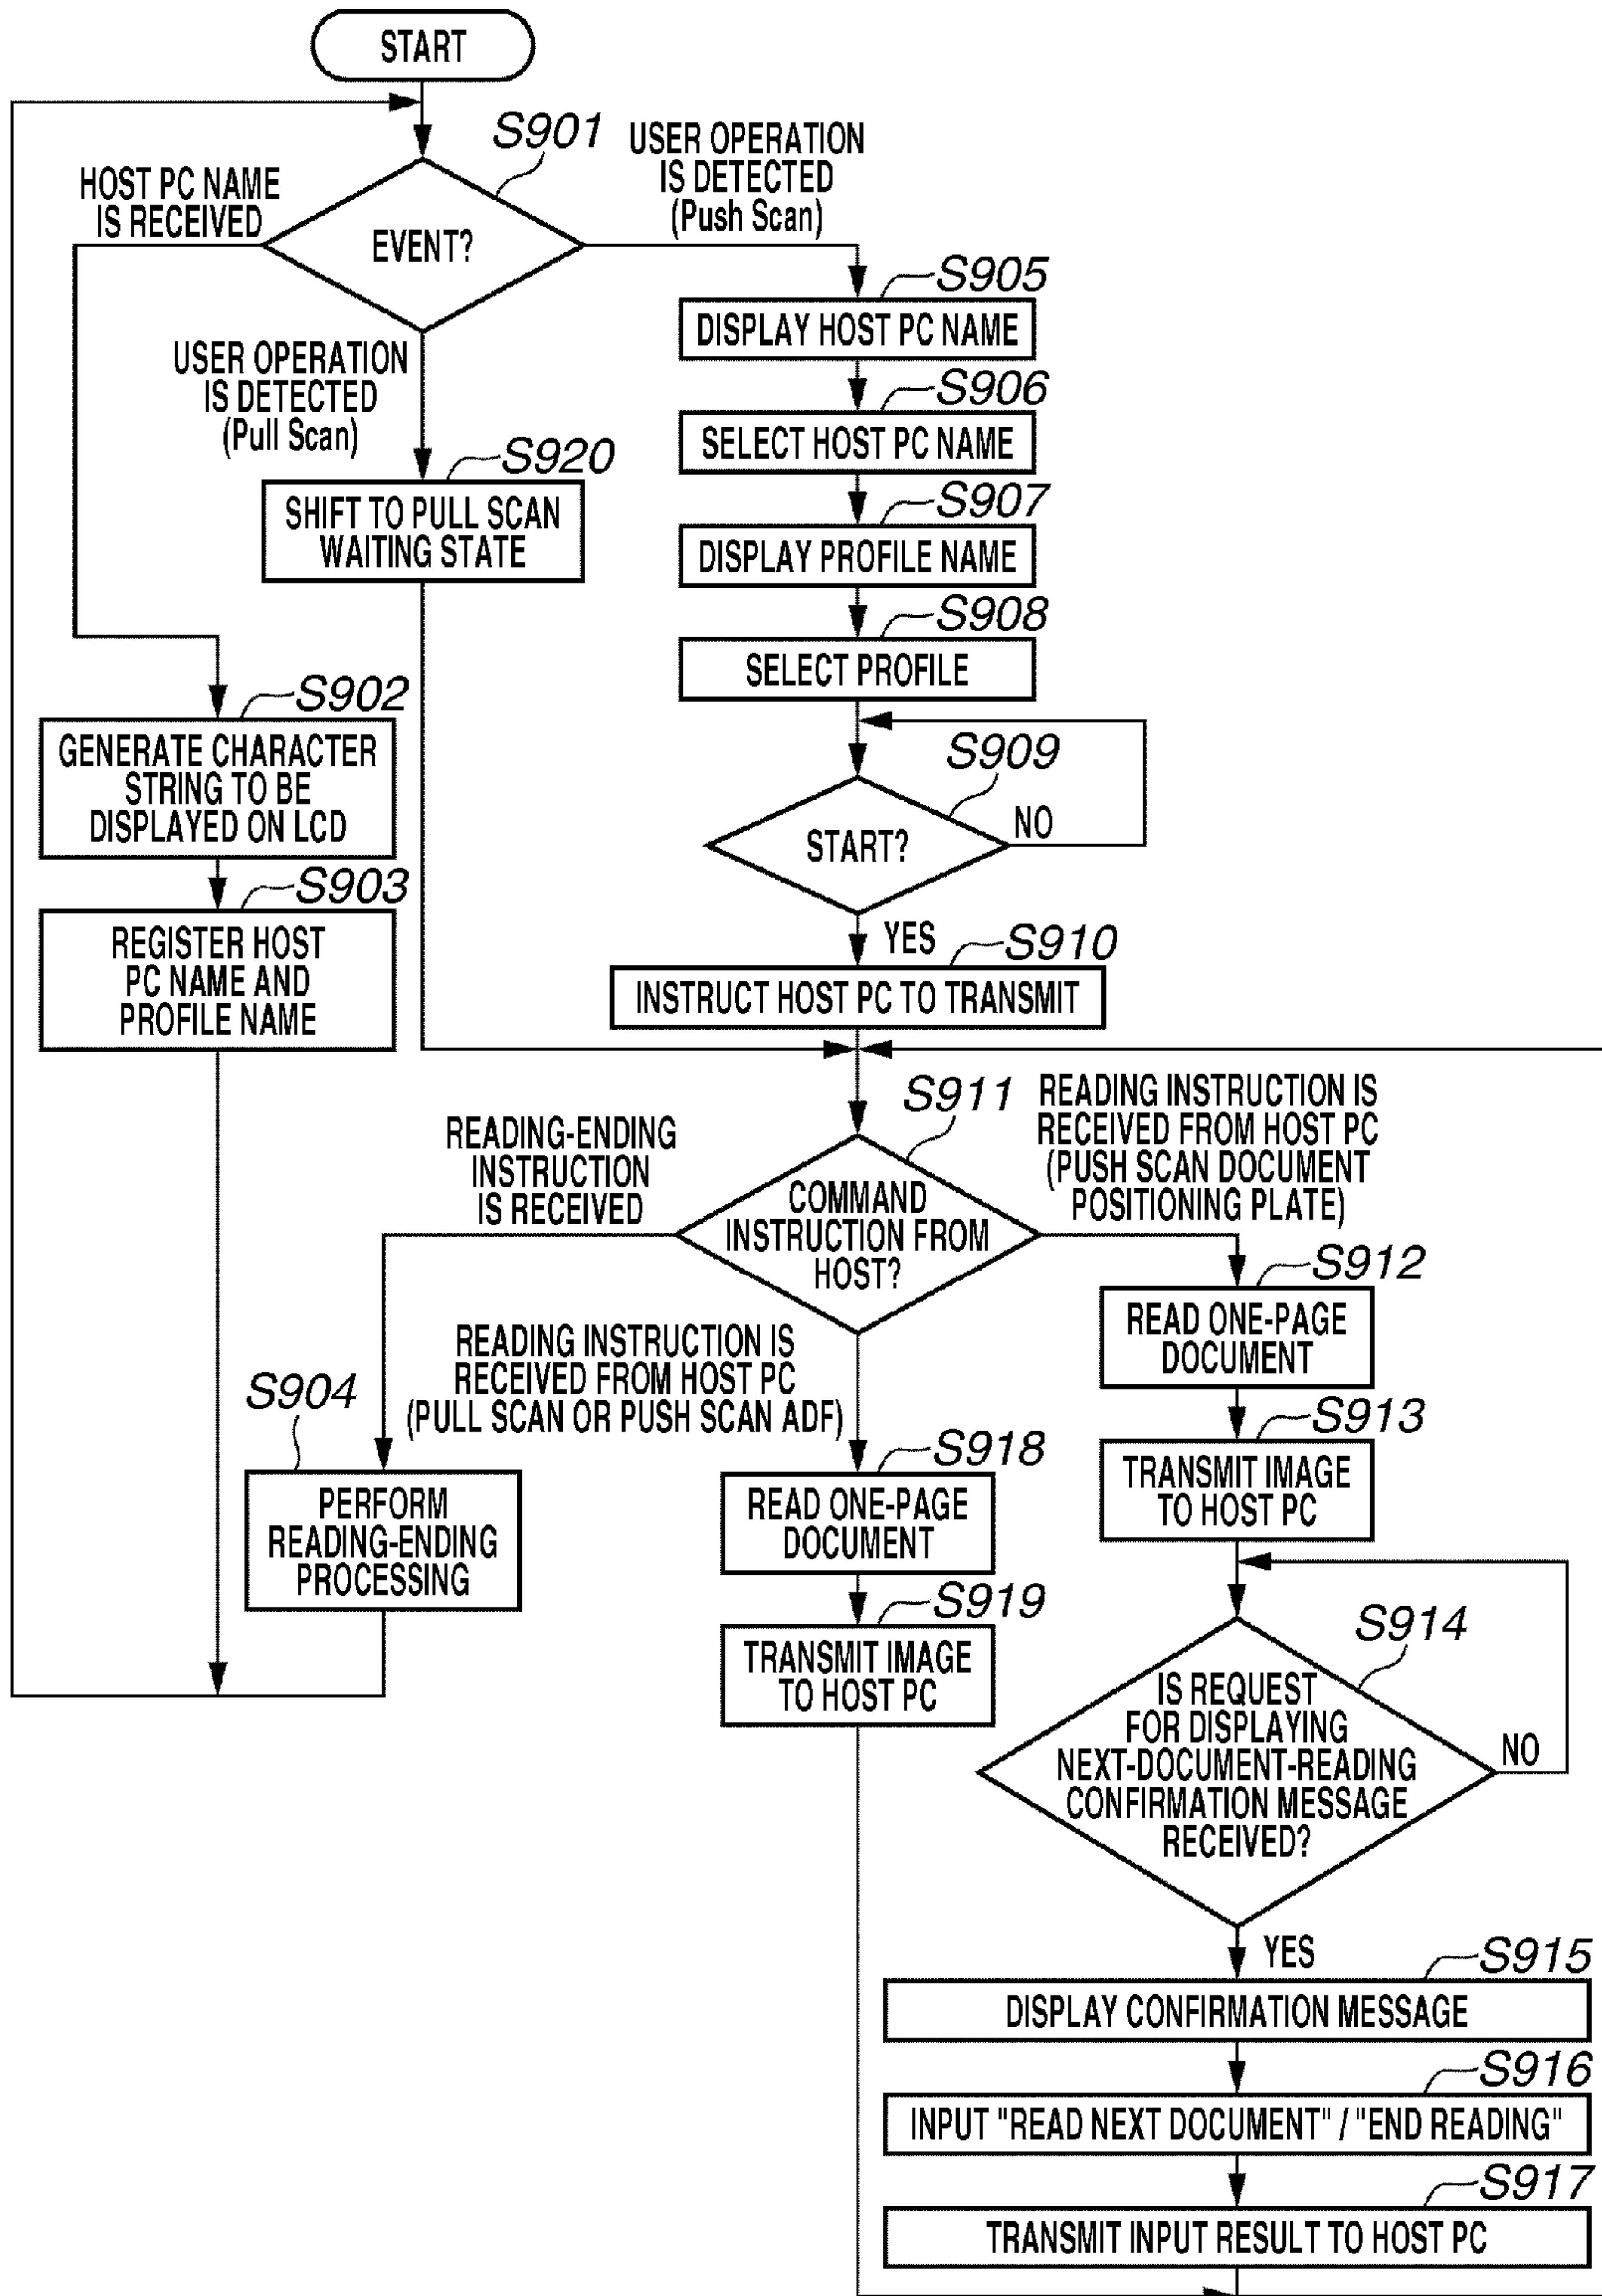 START
S901
USER OPERATION
IS DETECTED
(Push Scan)
HOST PC NAME
IS RECEIVED
EVENT?
S905
DISPLAY HOST PC NAME
USER OPERATION
IS DETECTED
(Pull Scan)
S906
SELECT HOST PC NAME
S920
SHIFT TO PULL SCAN
WAITING STATE
S907
DISPLAY PROFILE NAME
S908
SELECT PROFILE
S902
GENERATE CHARACTER
STRING TO BE
DISPLAYED ON LCD
S909
START?
NO
S903
REGISTER HOST
PC NAME AND
PROFILE NAME
YES
S910
INSTRUCT HOST PC TO TRANSMIT
S911
COMMAND
INSTRUCTION FROM
HOST?
READING-ENDING
INSTRUCTION
IS RECEIVED
READING INSTRUCTION IS
RECEIVED FROM HOST PC
(PUSH SCAN DOCUMENT
POSITIONING PLATE)
S912
READ ONE-PAGE
DOCUMENT
READING INSTRUCTION IS
RECEIVED FROM HOST PC
(PULL SCAN OR PUSH SCAN ADF)
S904
PERFORM
READING-ENDING
PROCESSING
S913
TRANSMIT IMAGE
TO HOST PC
S918
READ ONE-PAGE
DOCUMENT
S919
TRANSMIT IMAGE
TO HOST PC
S914
IS REQUEST
FOR DISPLAYING
NEXT-DOCUMENT-READING
CONFIRMATION MESSAGE
RECEIVED?
NO
YES
S915
DISPLAY CONFIRMATION MESSAGE
S916
INPUT "READ NEXT DOCUMENT" / "END READING"
S917
TRANSMIT INPUT RESULT TO HOST PC